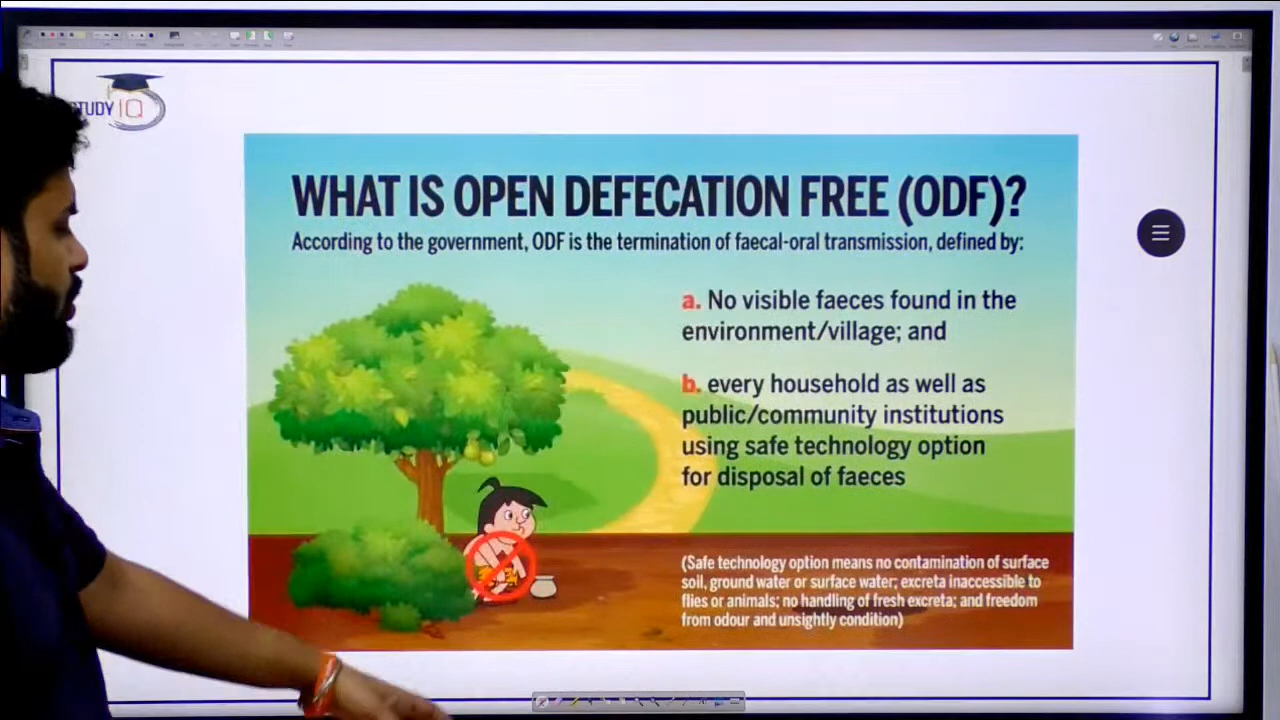 TUDY IQ
WHAT IS OPEN DEFECATION FREE (ODF)?
According to the government, ODF is the termination of faecal-oral transmission, defined by:
a. No visible faeces found in the
environment/village; and
b. every household as well as
public/community institutions
using safe technology option
for disposal of faeces
(Safe technology option means no contamination of surface
soil, ground water or surface water; excreta inaccessible to
flies or animals; no handling of fresh excreta; and freedom
from odour and unsightly condition)